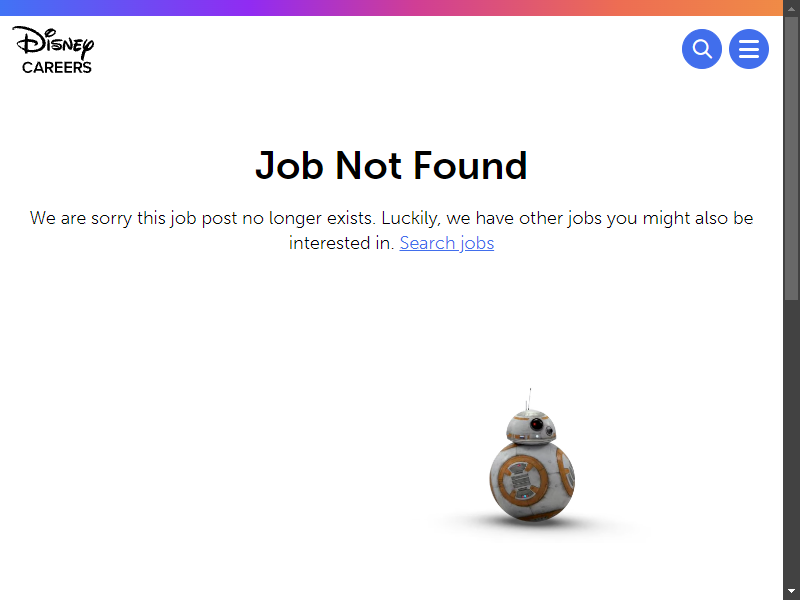 Disney
CAREERS
Job Not Found
We are sorry this job post no longer exists. Luckily, we have other jobs you might also be
interested in. Search jobs